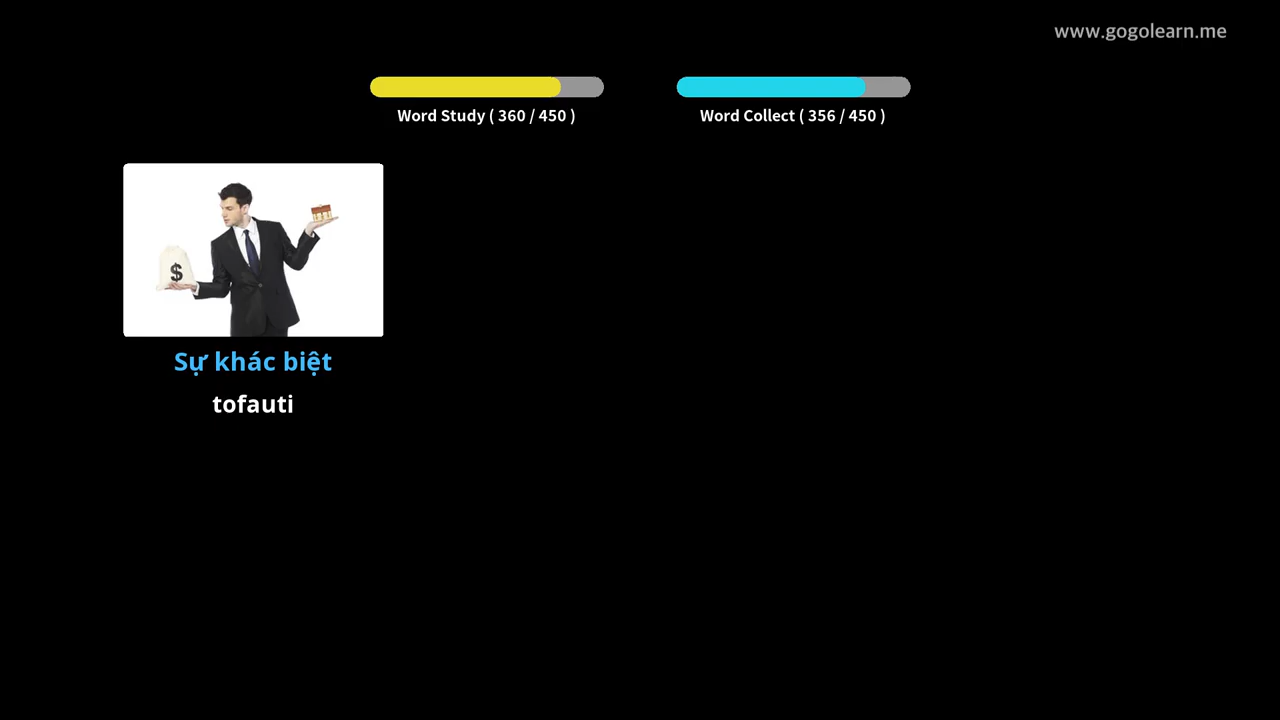 www.gogolearn.me
Word Study ( 360 / 450 )
Word Collect ( 356 / 450 )
$
Sự khác biệt
tofauti